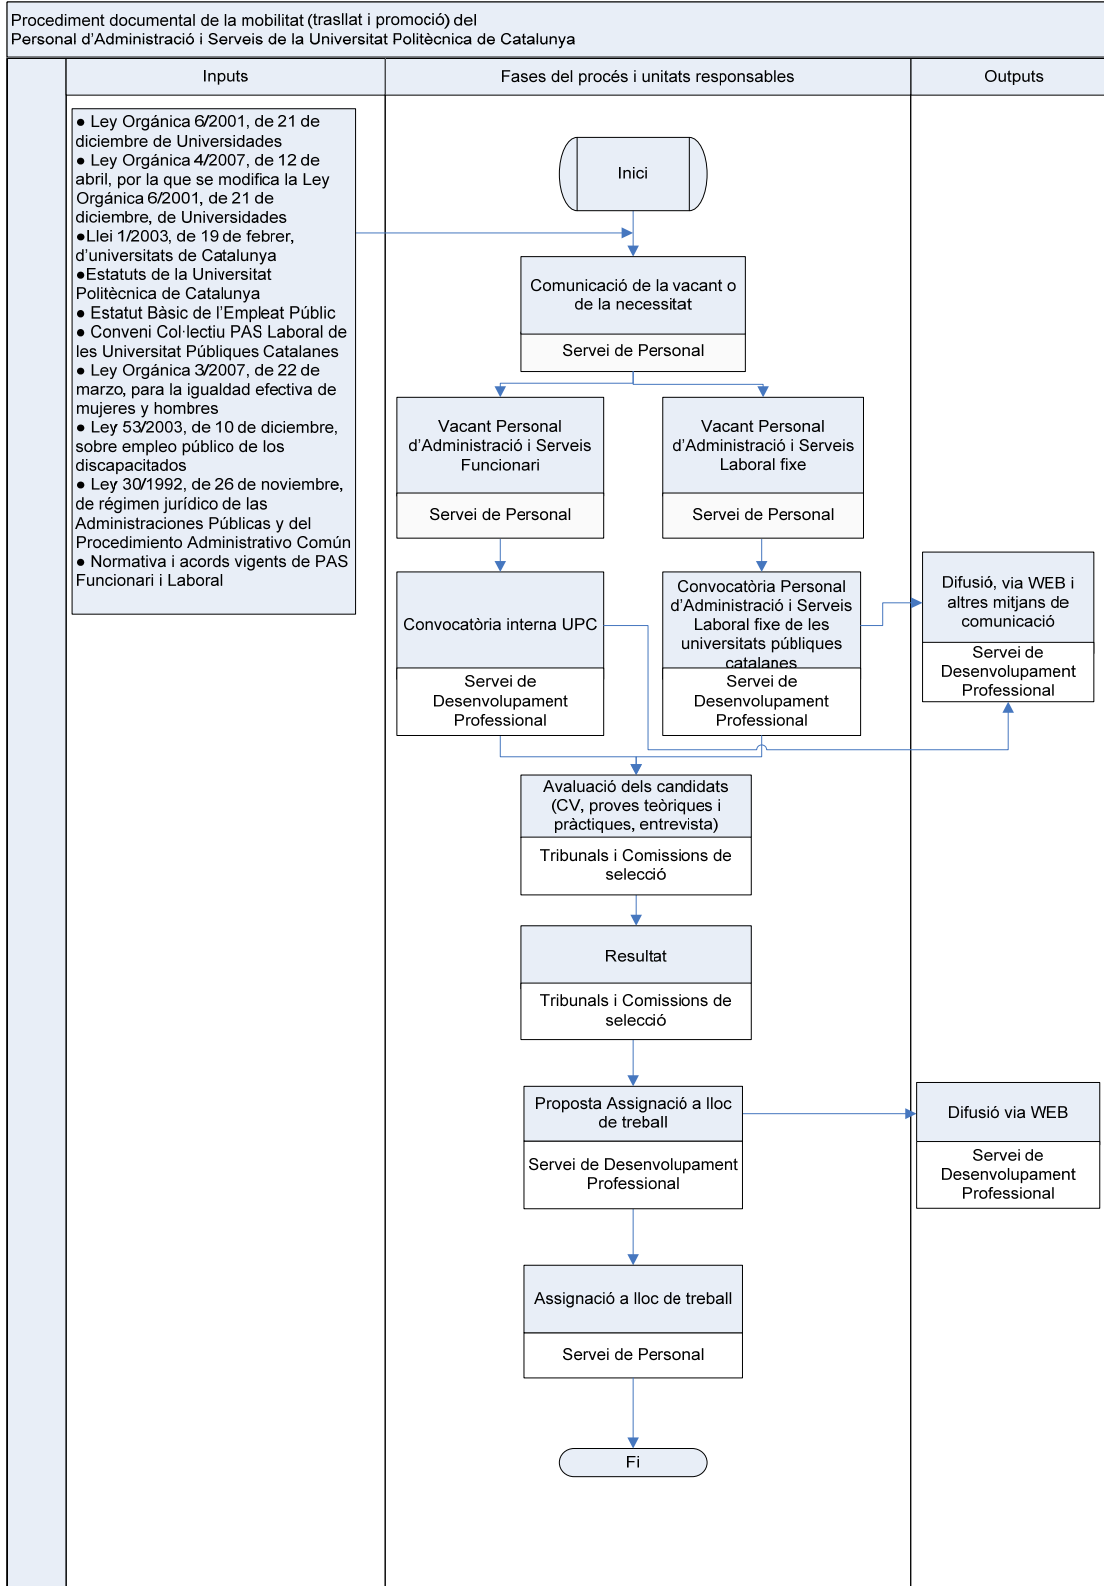 Procediment documental de la mobilitat (trasllat i promoció) del
Personal d'Administració i Serveis de la Universitat Politècnica de Catalunya
Inputs
Fases del procés i unitats responsables
Outputs
● Ley Orgánica 6/2001, de 21 de
diciembre de Universidades
● Ley Orgánica 4/2007, de 12 de
abril, por la que se modifica la Ley
Orgánica 6/2001, de 21 de
diciembre, de Universidades
●Llei 1/2003, de 19 de febrer,
d'universitats de Catalunya
●Estatuts de la Universitat
Politècnica de Catalunya
● Estatut Bàsic de l'Empleat Públic
● Conveni Col·lectiu PAS Laboral de
les Universitat Públiques Catalanes
● Ley Orgánica 3/2007, de 22 de
marzo, para la igualdad efectiva de
mujeres y hombres
● Ley 53/2003, de 10 de diciembre,
sobre empleo público de los
discapacitados
● Ley 30/1992, de 26 de noviembre,
de régimen jurídico de las
Administraciones Públicas y del
Procedimiento Administrativo Común
● Normativa i acords vigents de PAS
Funcionari i Laboral
Inici
Comunicació de la vacant o
de la necessitat
Servei de Personal
Vacant Personal
d'Administració i Serveis
Funcionari
Servei de Personal
Vacant Personal
d'Administració i Serveis
Laboral fixe
Servei de Personal
Convocatòria interna UPC
Servei de
Desenvolupament
Professional
Convocatòria Personal
d'Administració i Serveis
Laboral fixe de les
universitats públiques
catalanes
Servei de
Desenvolupament
Professional
Difusió, via WEB i
altres mitjans de
comunicació
Servei de
Desenvolupament
Professional
Avaluació dels candidats
(CV, proves teòriques i
pràctiques, entrevista)
Tribunals i Comissions de
selecció
Resultat
Tribunals i Comissions de
selecció
Proposta Assignació a lloc
de treball
Servei de Desenvolupament
Professional
Difusió via WEB
Servei de
Desenvolupament
Professional
Assignació a lloc de treball
Servei de Personal
Fi